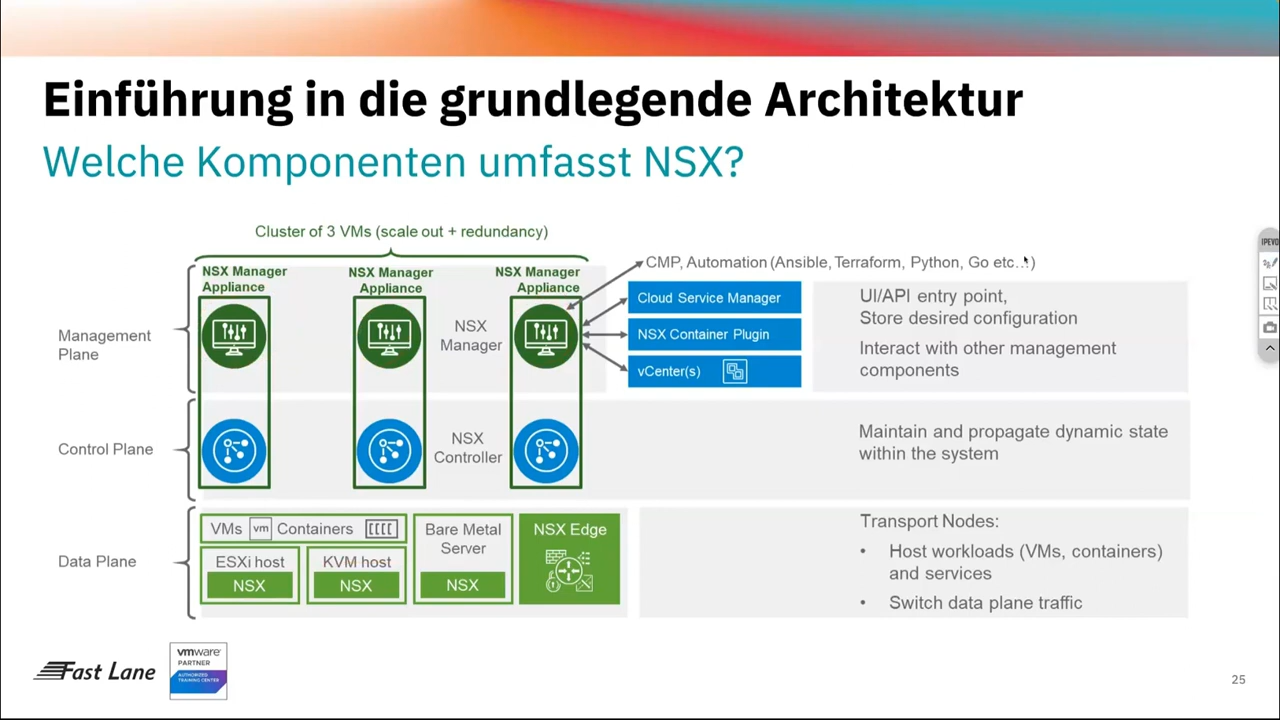 Einführung in die grundlegende Architektur
Welche Komponenten umfasst NSX?
Cluster of 3 VMs (scale out + redundancy)
NSX Manager
Appliance
NSX Manager
Appliance
NSX Manager
Appliance
CMP, Automation (Ansible, Terraform, Python, Go etc…)
Management
Plane
NSX
Manager
Cloud Service Manager
NSX Container Plugin
vCenter(s)
UI/API entry point,
Store desired configuration
Interact with other management
components
Control Plane
NSX
Controller
Maintain and propagate dynamic state
within the system
Data Plane
VMs vm Containers
ESXi host
NSX
KVM host
NSX
Bare Metal
Server
NSX
NSX Edge
Transport Nodes:
• Host workloads (VMs, containers)
and services
• Switch data plane traffic
Fast Lane
vmware
PARTNER
AUTHORIZED
TRAINING CENTER
25
IPEVO